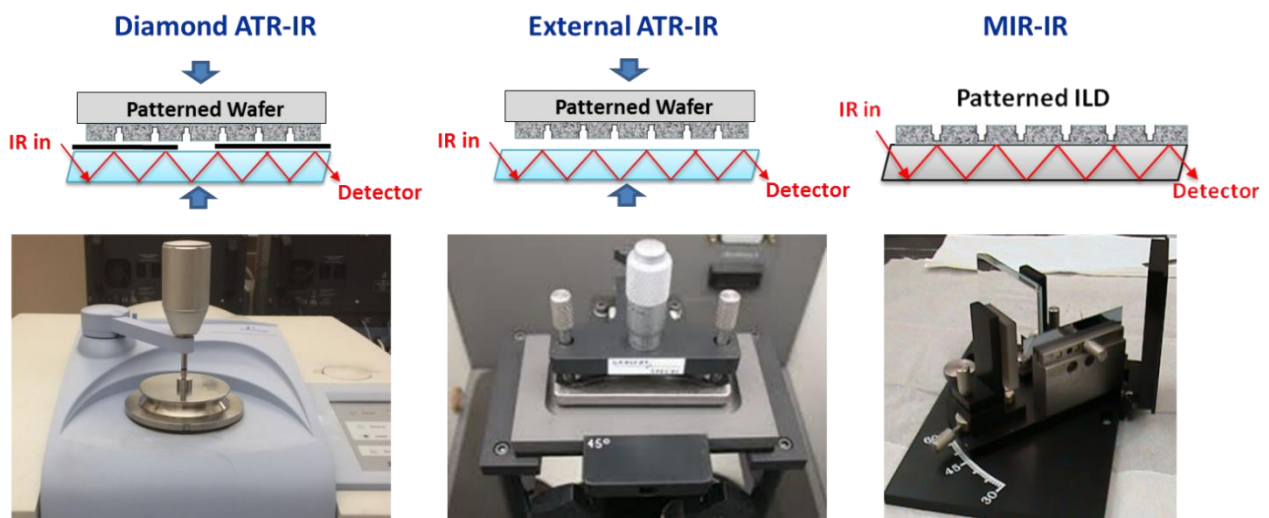 Diamond ATR-IR
External ATR-IR
MIR-IR
Patterned Wafer
IR in
Detector
Patterned Wafer
IR in
Detector
Patterned ILD
IR in
Detector
45°
60
45
30